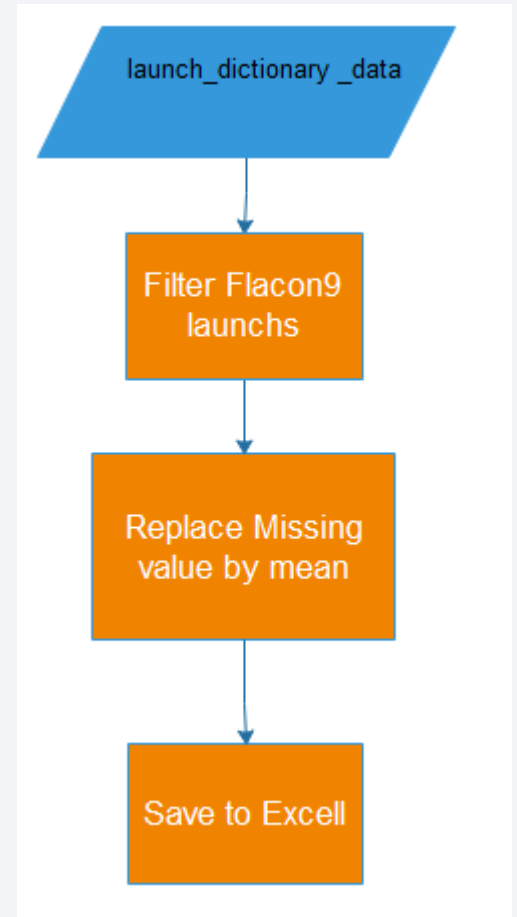 launch_dictionary _data
Filter Flacon9
launchs
Replace Missing
value by mean
Save to Excell